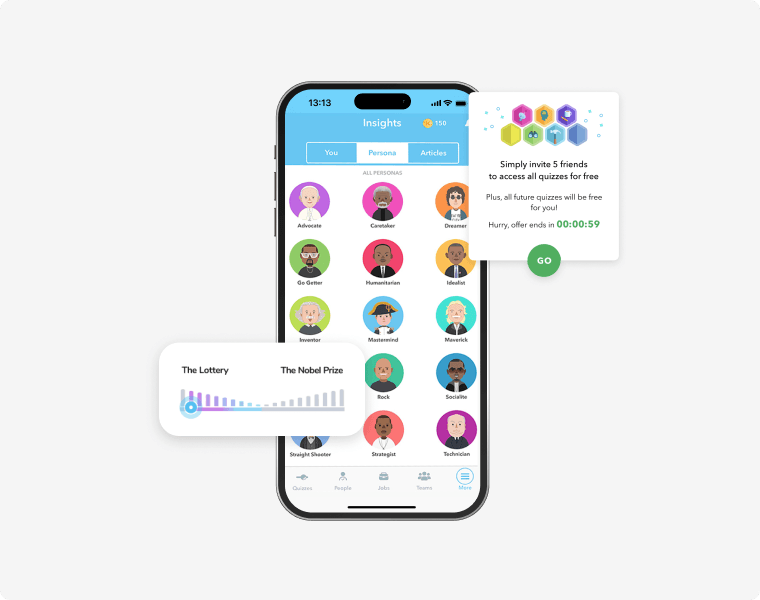 13:13
Insights
150
You
Persona
Articles
ALL PERSONAS
Advocate
Caretaker
Dreamer
Go Getter
Humanitarian
Idealist
Inventor
Mastermind
Maverick
Rock
Socialite
Straight Shooter
Strategist
Technician
Quizzes
People
Jobs
Teams
More
Simply invite 5 friends
to access all quizzes for free
Plus, all future quizzes will be free
for you!
Hurry, offer ends in 00:00:59
GO
The Lottery
The Nobel Prize